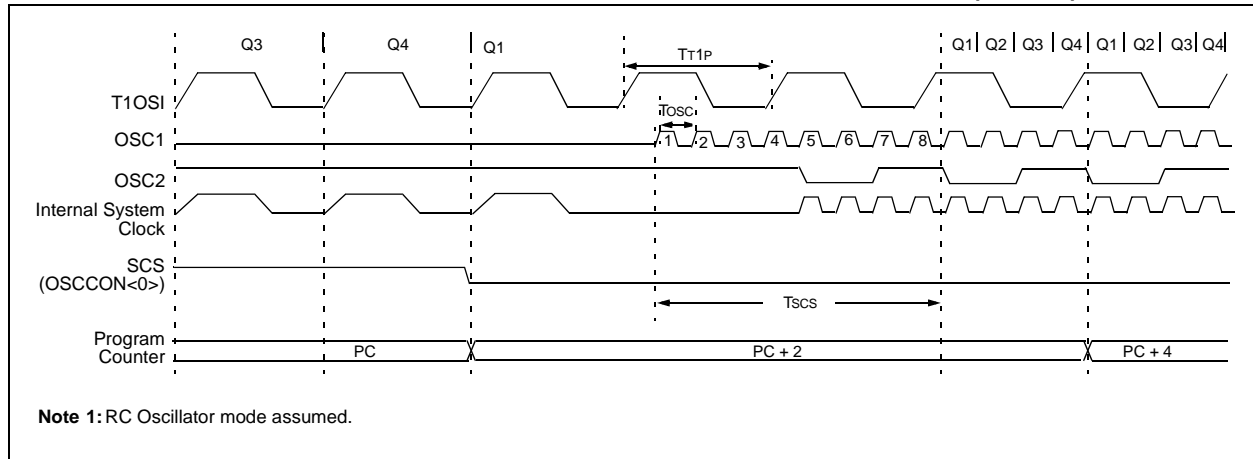 Q3 Q4 Q1 TT1P Q1 Q2 Q3 Q4 Q1 Q2 Q3 Q4
T1OSI
TOSC
OSC1 1 2 3 4 5 6 7 8
OSC2
Internal System
Clock
SCS
(OSCCON<0>)
TSCS
Program
Counter PC PC + 2 PC + 4
Note 1: RC Oscillator mode assumed.